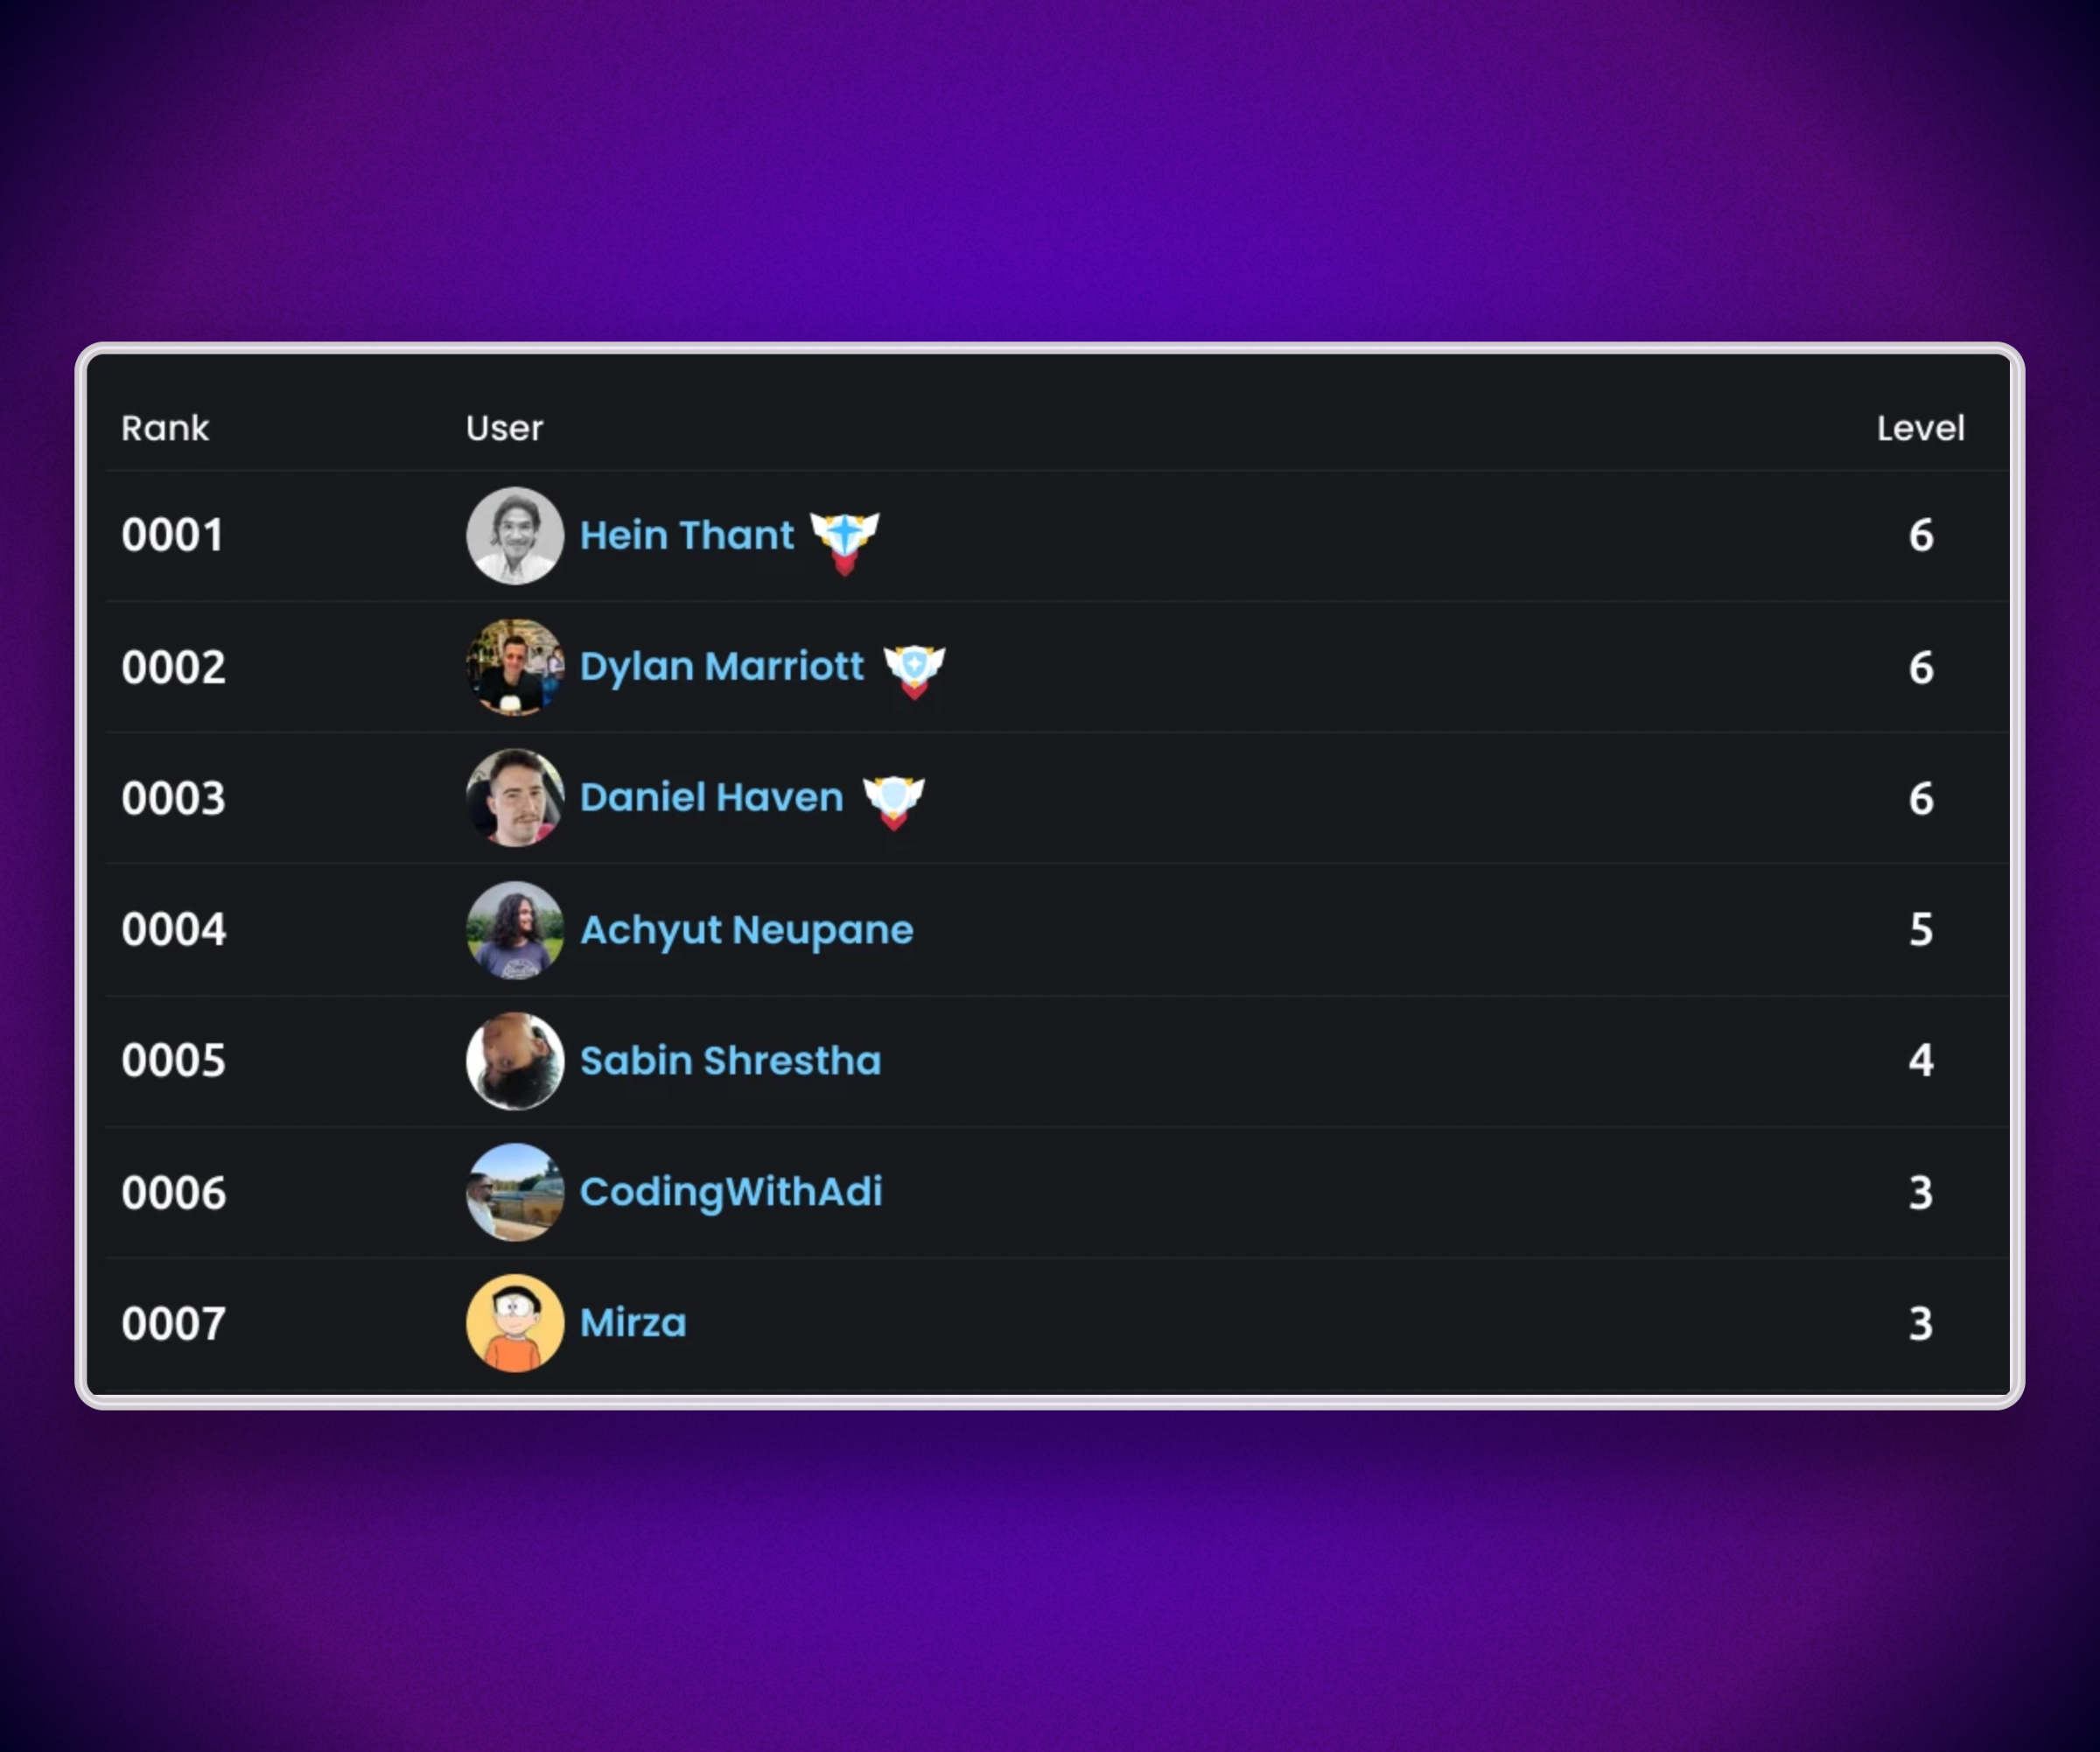 Rank User Level
0001 Hein Thant 6
0002 Dylan Marriott 6
0003 Daniel Haven 6
0004 Achyut Neupane 5
0005 Sabin Shrestha 4
0006 CodingWithAdi 3
0007 Mirza 3